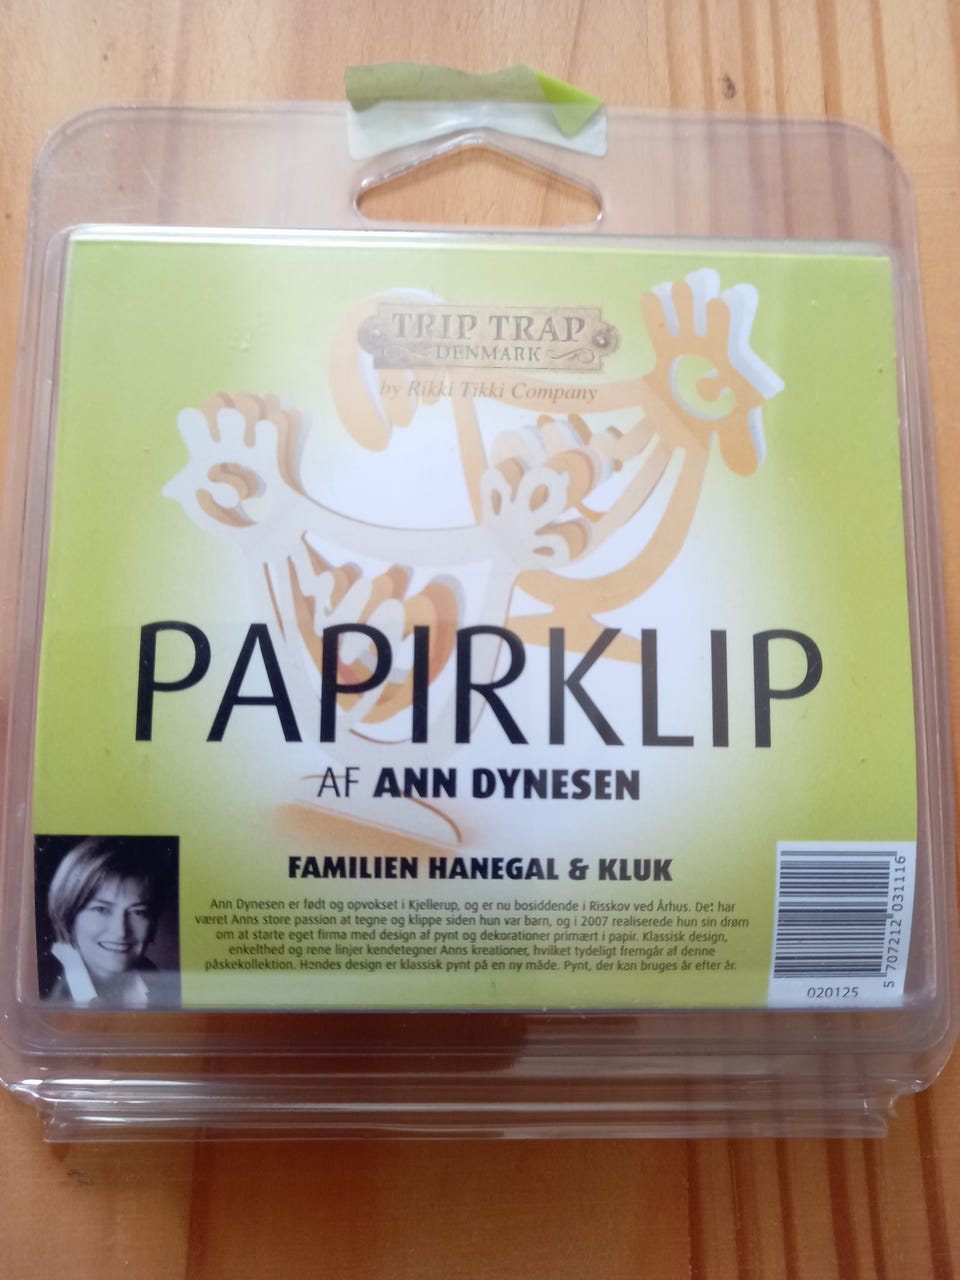 TRIP TRAP
DENMARK
by Rikki Tikki Company
PAPIRKLIP
AF ANN DYNESEN
FAMILIEN HANEGAL & KLUK
Ann Dynesen er født og opvokset i Kjellerup, og er nu bosiddende i Risskov ved Århus. Det har
været Anns store passion at tegne og klippe siden hun var barn, og i 2007 realiserede hun sin drøm
om at starte eget firma med design af pynt og dekorationer primært i papir. Klassisk design,
enkelthed og rene linjer kendetegner Anns kreationer, hvilket tydeligt fremgår af denne
påskekollektion. Hendes design er klassisk pynt på en ny måde. Pynt, der kan bruges år efter år.
5 707212 031116
020125